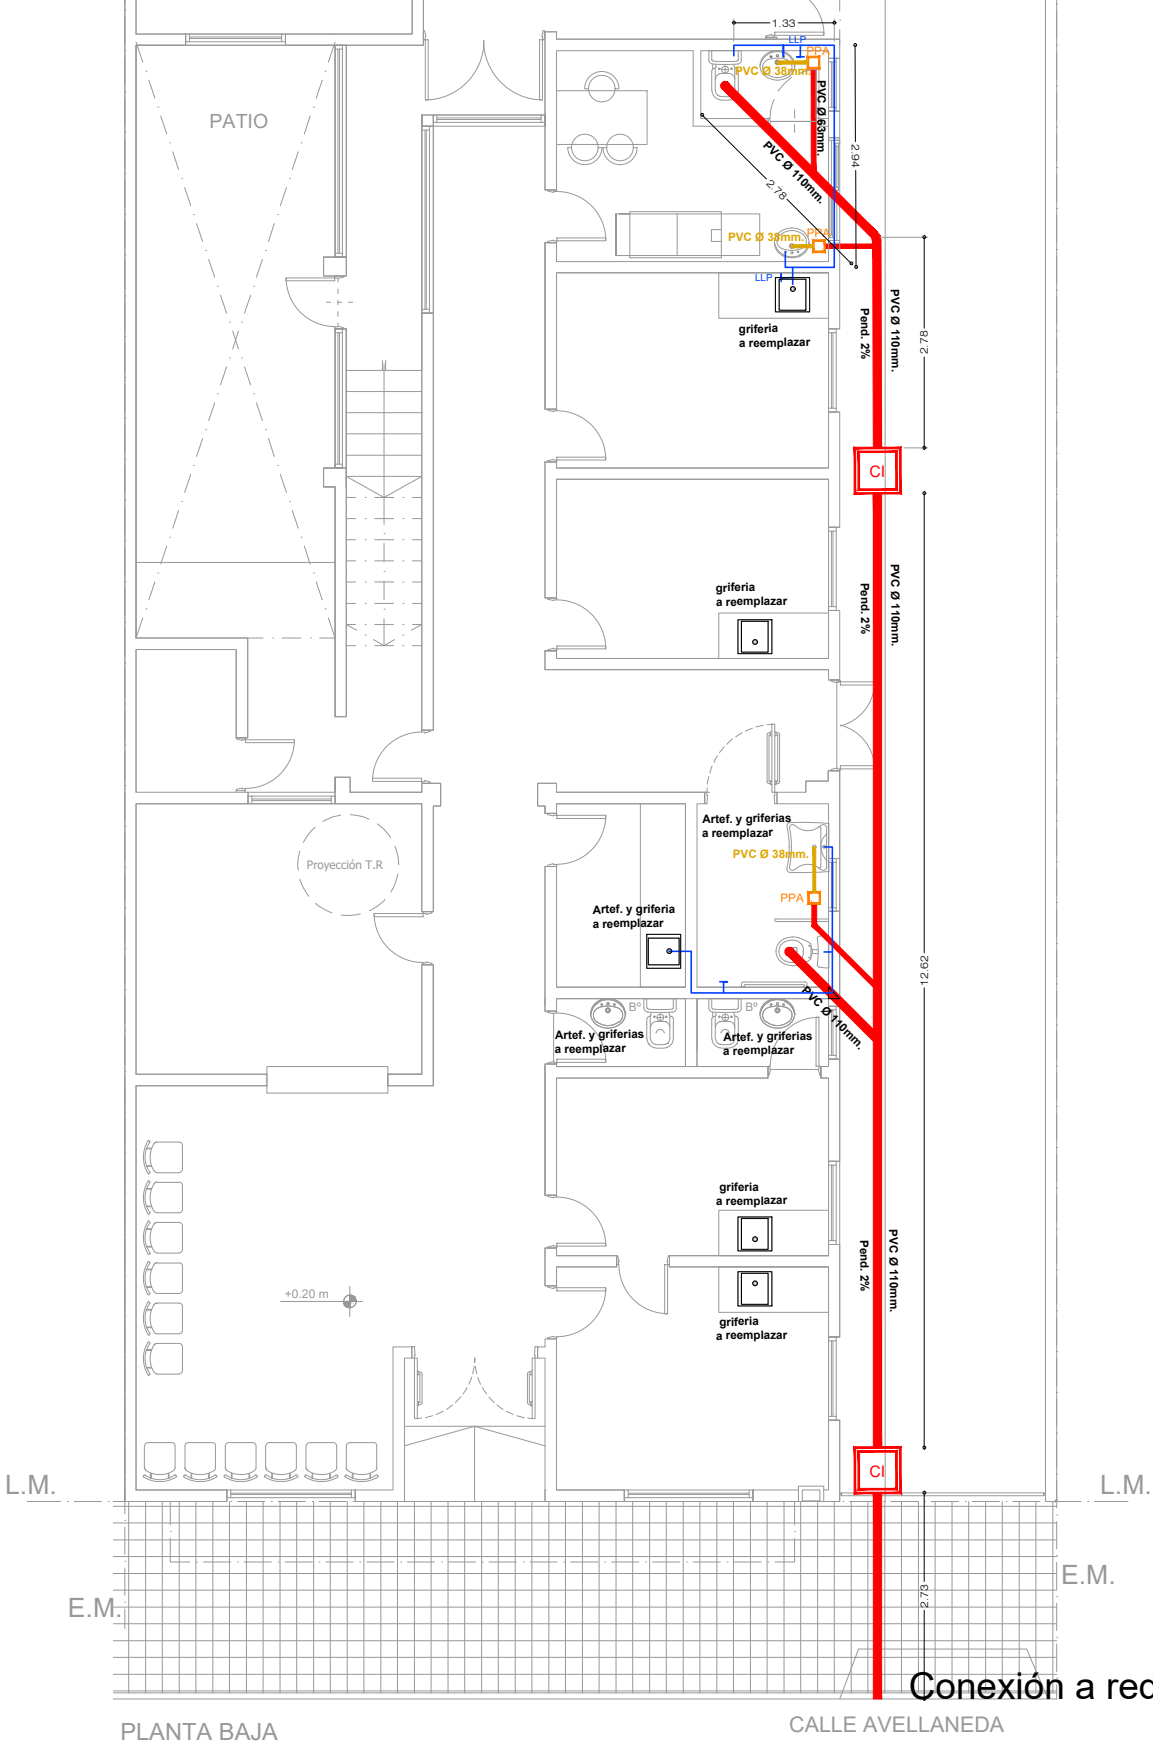 1.33
LLP
PPA
PVC Ø 38mm.
PATIO
PVC Ø 63mm.
PVC Ø 110mm.
2.94
2.78
PVC Ø 38mm.
PPA
LLP
griferia
a reemplazar
PVC Ø 110mm.
Pend. 2%
2.78
CI
griferia
a reemplazar
PVC Ø 110mm.
Pend. 2%
Artef. y griferias
a reemplazar
PVC Ø 38mm.
Proyección T.R
PPA
Artef. y griferia
a reemplazar
12.62
PVC Ø 110mm.
Bº
Bº
Artef. y griferias
a reemplazar
Artef. y griferias
a reemplazar
griferia
a reemplazar
PVC Ø 110mm.
Pend. 2%
+0.20 m
griferia
a reemplazar
CI
L.M.
L.M.
E.M.
E.M.
2.73
Conexión a red
PLANTA BAJA
CALLE AVELLANEDA